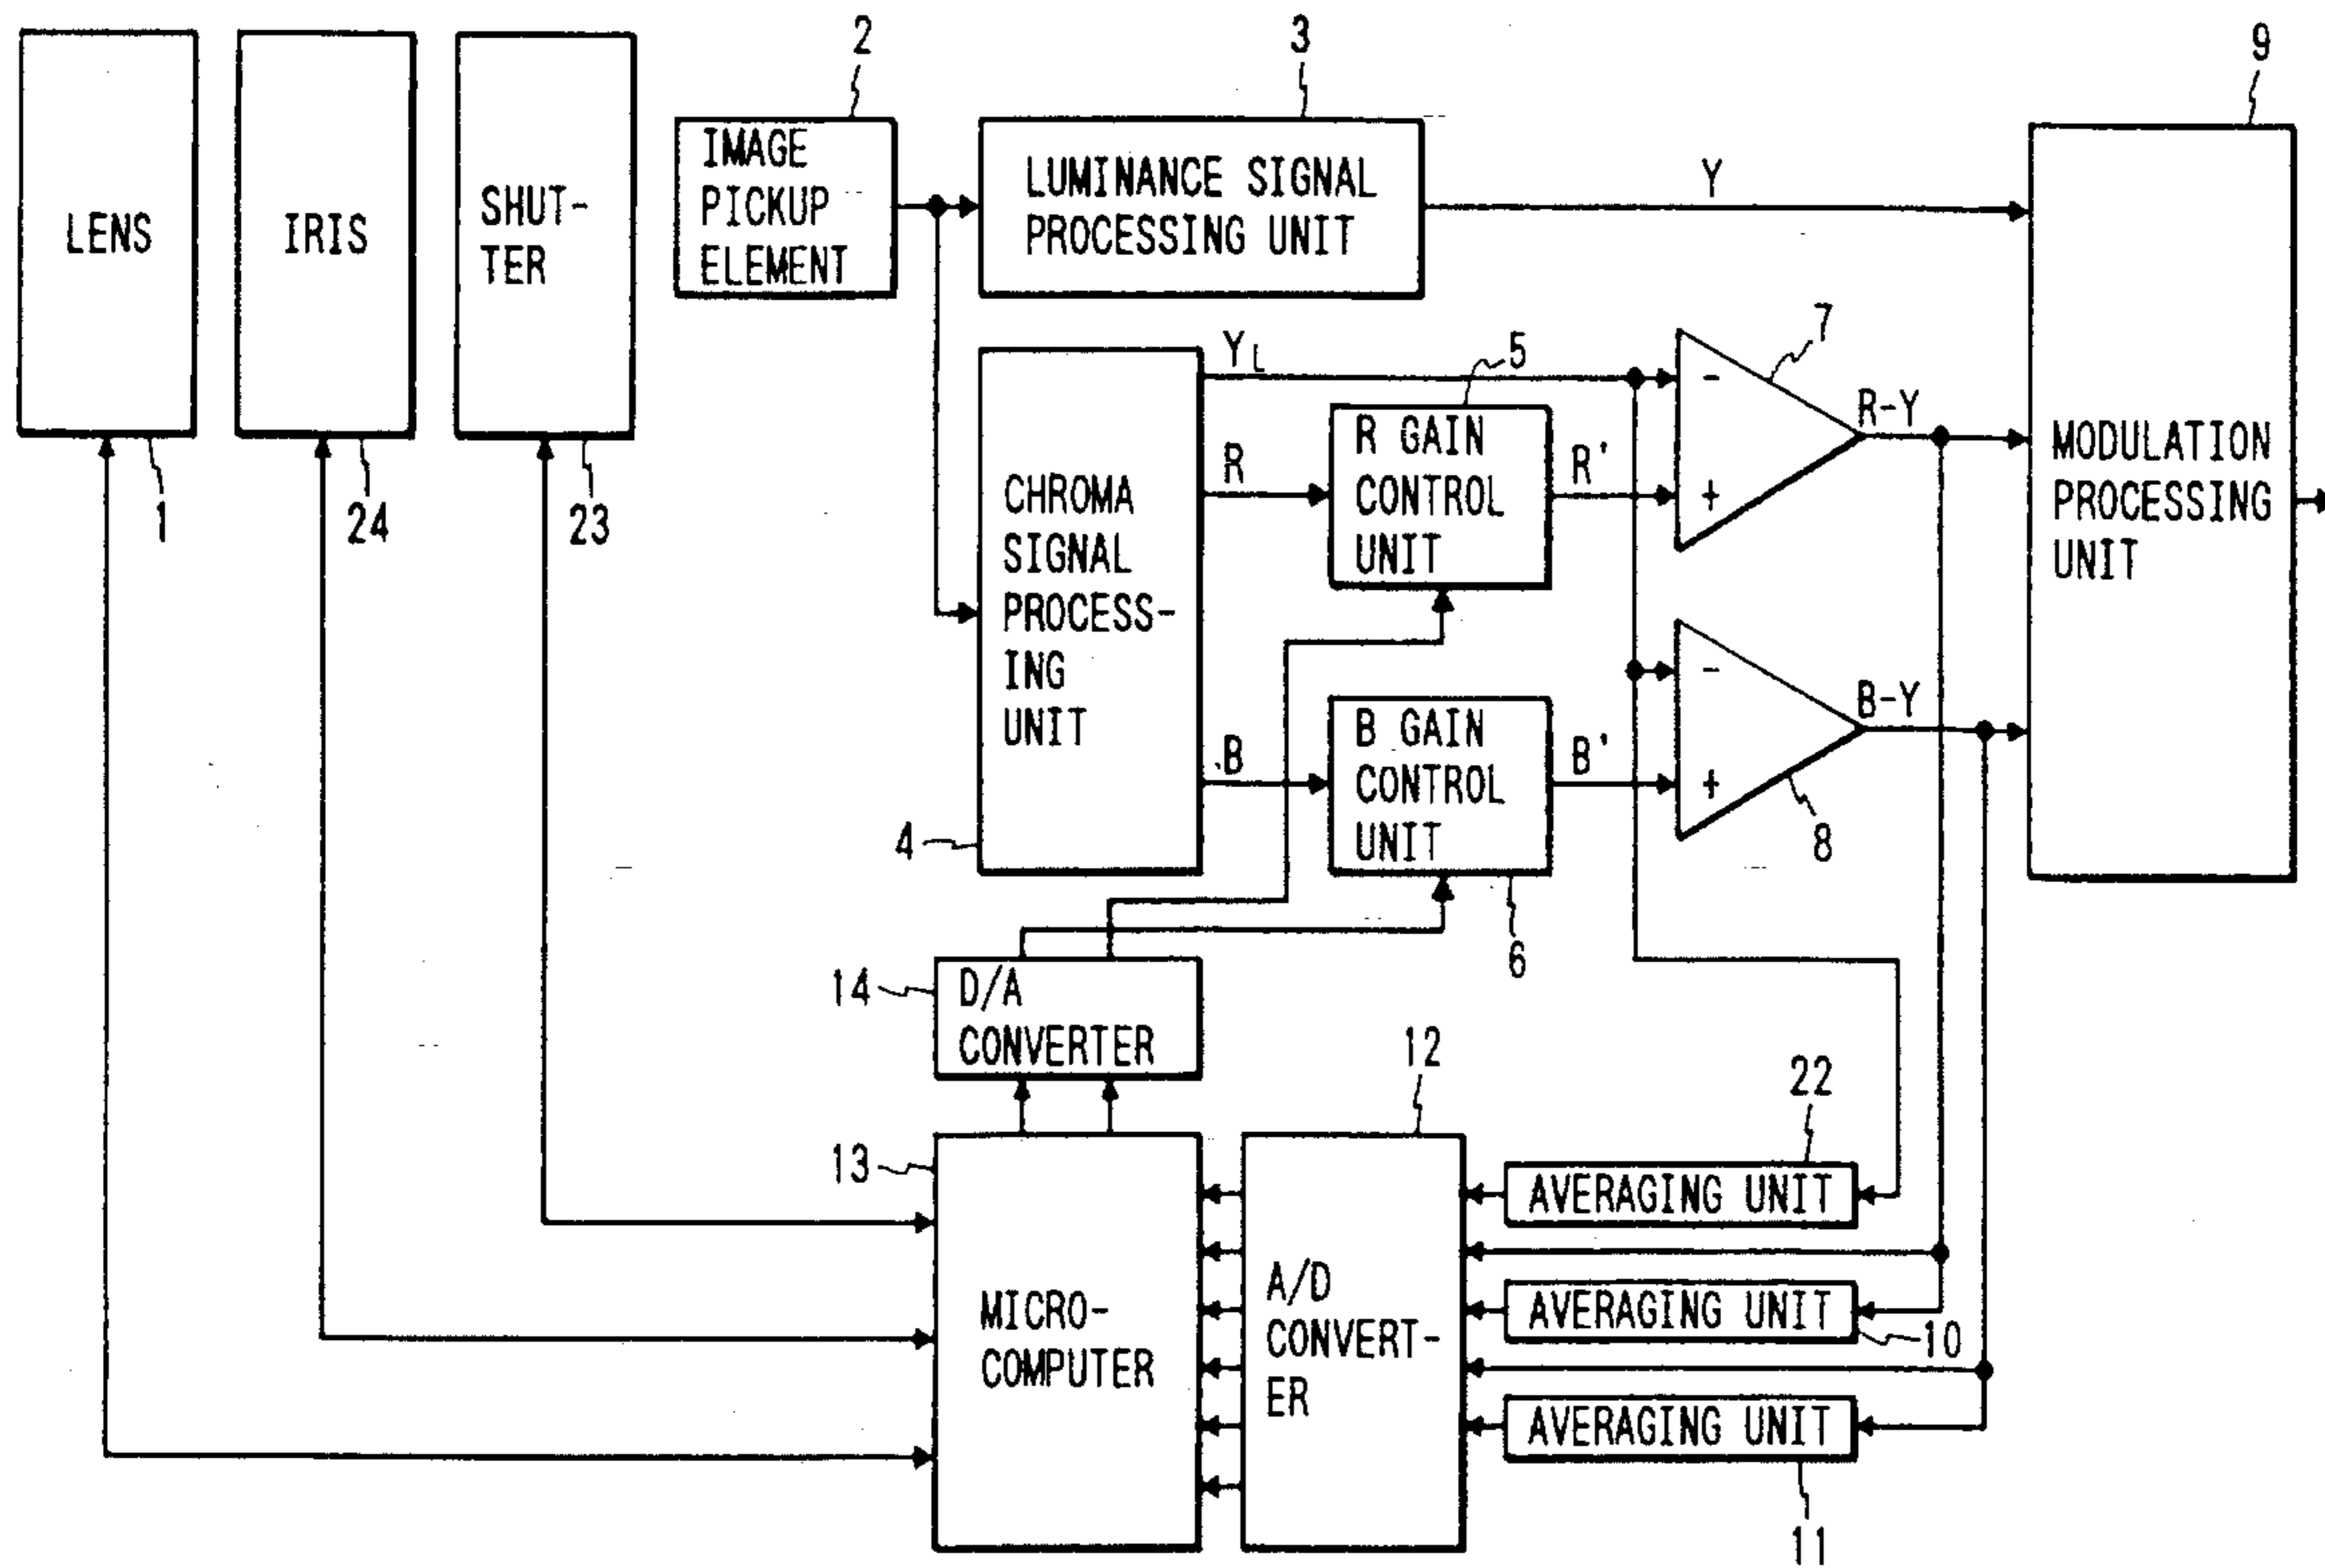 2
3
9
LENS
IRIS
SHUT-
TER
IMAGE
PICKUP
ELEMENT
LUMINANCE SIGNAL
PROCESSING UNIT
Y
1
24
23
4
CHROMA
SIGNAL
PROCESS-
ING
UNIT
YL
R
B
5
R GAIN
CONTROL
UNIT
R'
B GAIN
CONTROL
UNIT
B'
6
-
+
7
R-Y
-
+
8
B-Y
MODULATION
PROCESSING
UNIT
14
D/A
CONVERTER
12
22
13
MICRO-
COMPUTER
A/D
CONVERT-
ER
AVERAGING UNIT
AVERAGING UNIT
10
AVERAGING UNIT
11